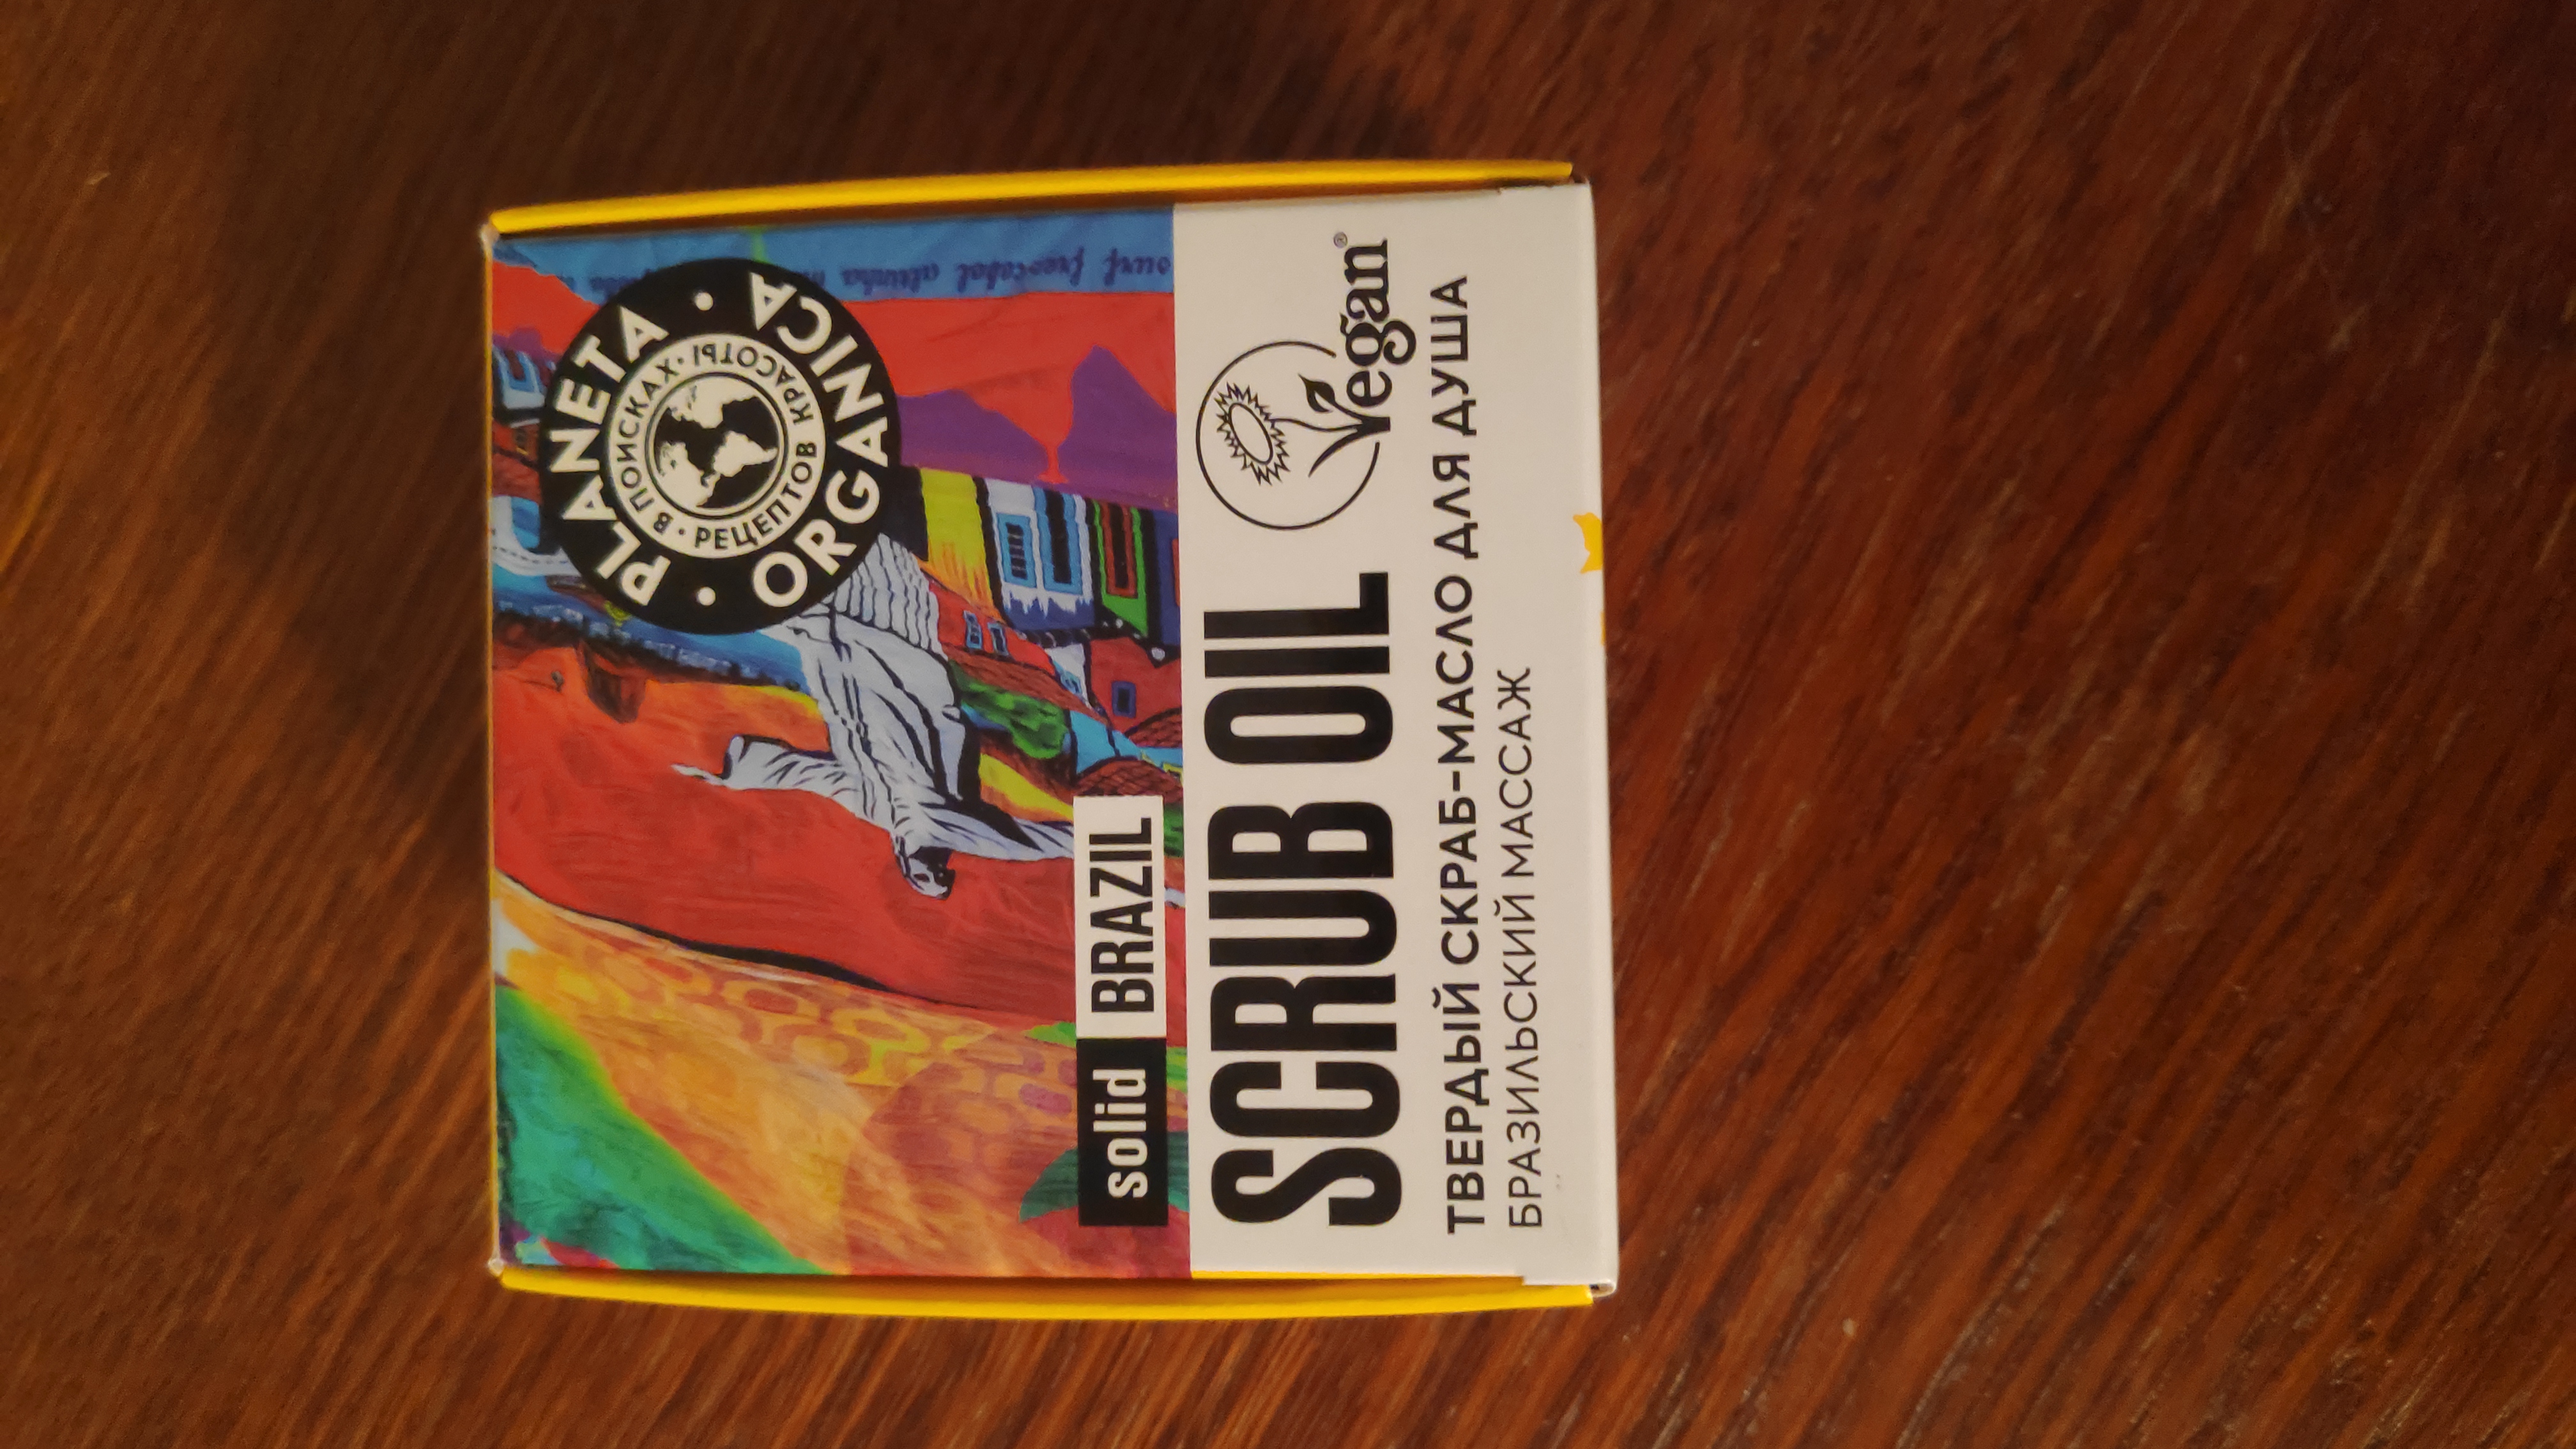 PLANETA
ORGANICA
В ПОИСКАХ · РЕЦЕПТОВ КРАСОТЫ
solid BRAZIL
SCRUB OIL
Vegan®
ТВЕРДЫЙ СКРАБ-МАСЛО ДЛЯ ДУША
БРАЗИЛЬСКИЙ МАССАЖ